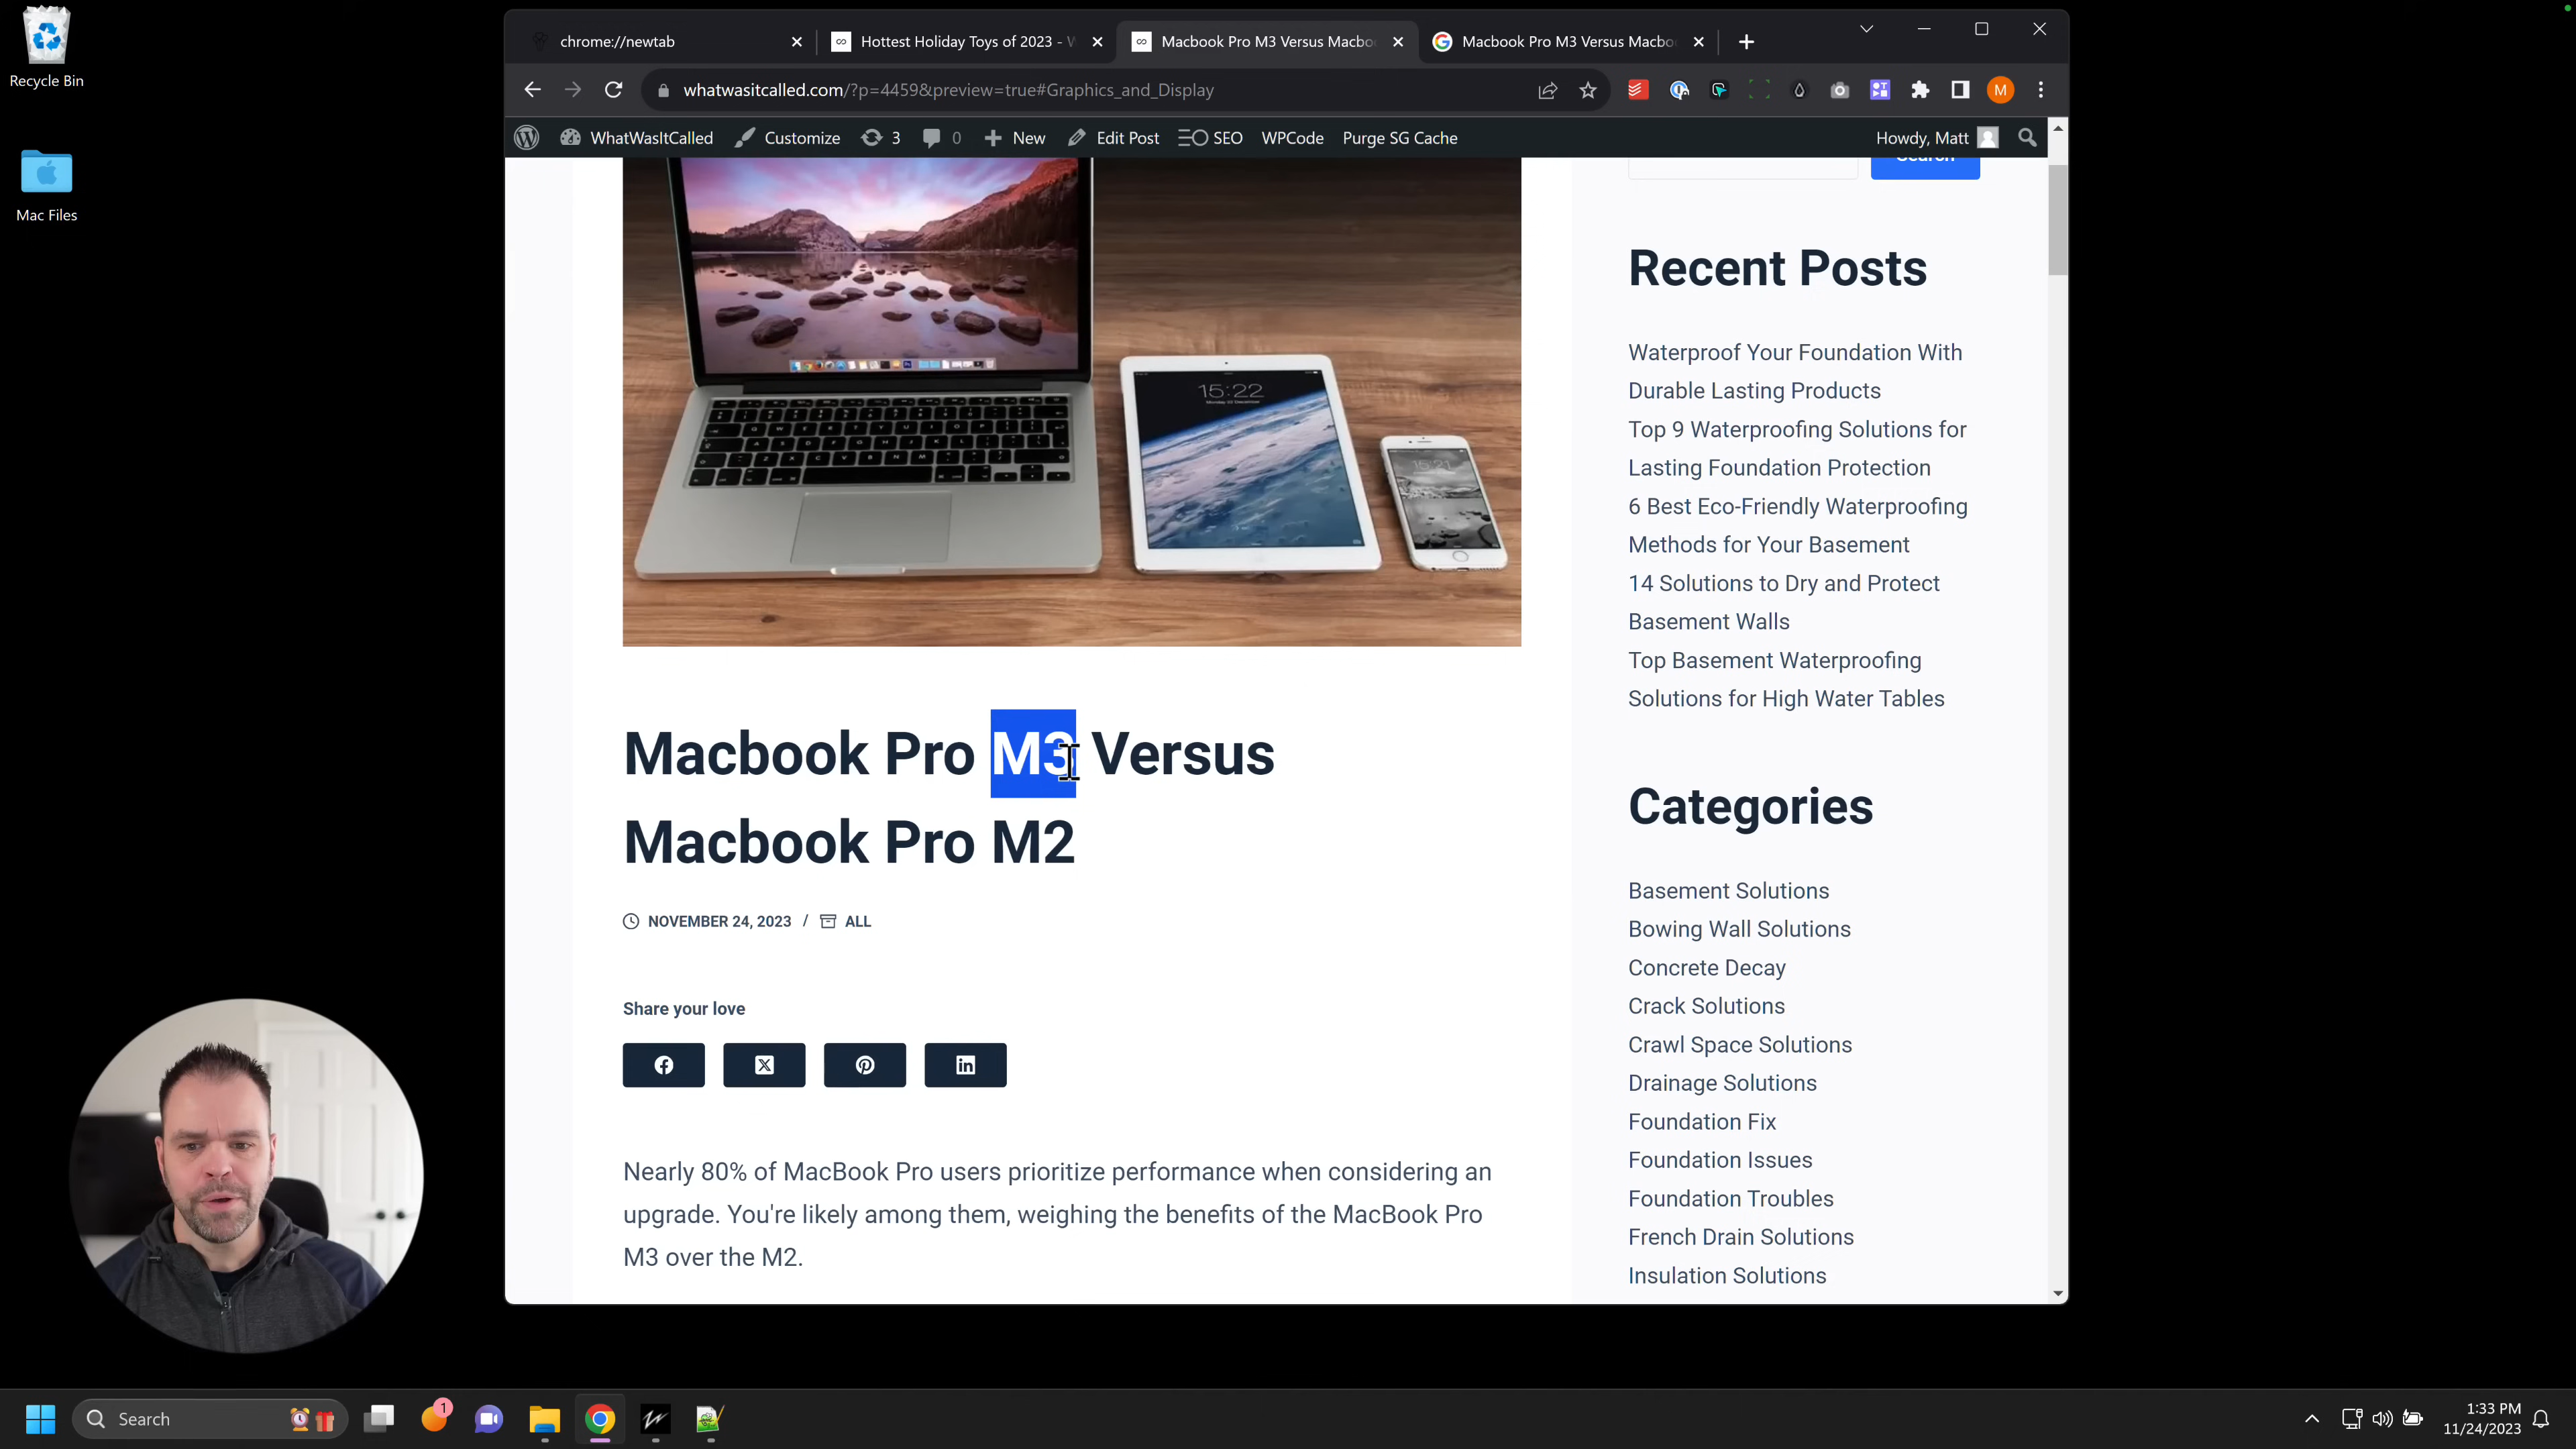 Recycle Bin
Mac Files
chrome://newtab
Hottest Holiday Toys of 2023 - W
Macbook Pro M3 Versus Macbo
Macbook Pro M3 Versus Macbo
whatwasitcalled.com/?p=4459&preview=true#Graphics_and_Display
M
WhatWasItCalled
Customize
3
0
New
Edit Post
SEO
WPCode
Purge SG Cache
Howdy, Matt
Search
15:22
15:21
Macbook Pro M3 Versus
Macbook Pro M2
NOVEMBER 24, 2023 / ALL
Share your love
Nearly 80% of MacBook Pro users prioritize performance when considering an
upgrade. You're likely among them, weighing the benefits of the MacBook Pro
M3 over the M2.
Recent Posts
Waterproof Your Foundation With
Durable Lasting Products
Top 9 Waterproofing Solutions for
Lasting Foundation Protection
6 Best Eco-Friendly Waterproofing
Methods for Your Basement
14 Solutions to Dry and Protect
Basement Walls
Top Basement Waterproofing
Solutions for High Water Tables
Categories
Basement Solutions
Bowing Wall Solutions
Concrete Decay
Crack Solutions
Crawl Space Solutions
Drainage Solutions
Foundation Fix
Foundation Issues
Foundation Troubles
French Drain Solutions
Insulation Solutions
Search
1
1:33 PM
11/24/2023